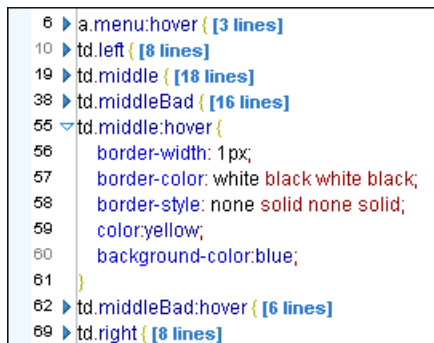 6 a.menu:hover { [3 lines]
10 td.left { [8 lines]
19 td.middle { [18 lines]
38 td.middleBad { [16 lines]
55 td.middle:hover {
56 border-width: 1px;
57 border-color: white black white black;
58 border-style: none solid none solid;
59 color:yellow;
60 background-color:blue;
61 }
62 td.middleBad:hover { [6 lines]
69 td.right { [8 lines]